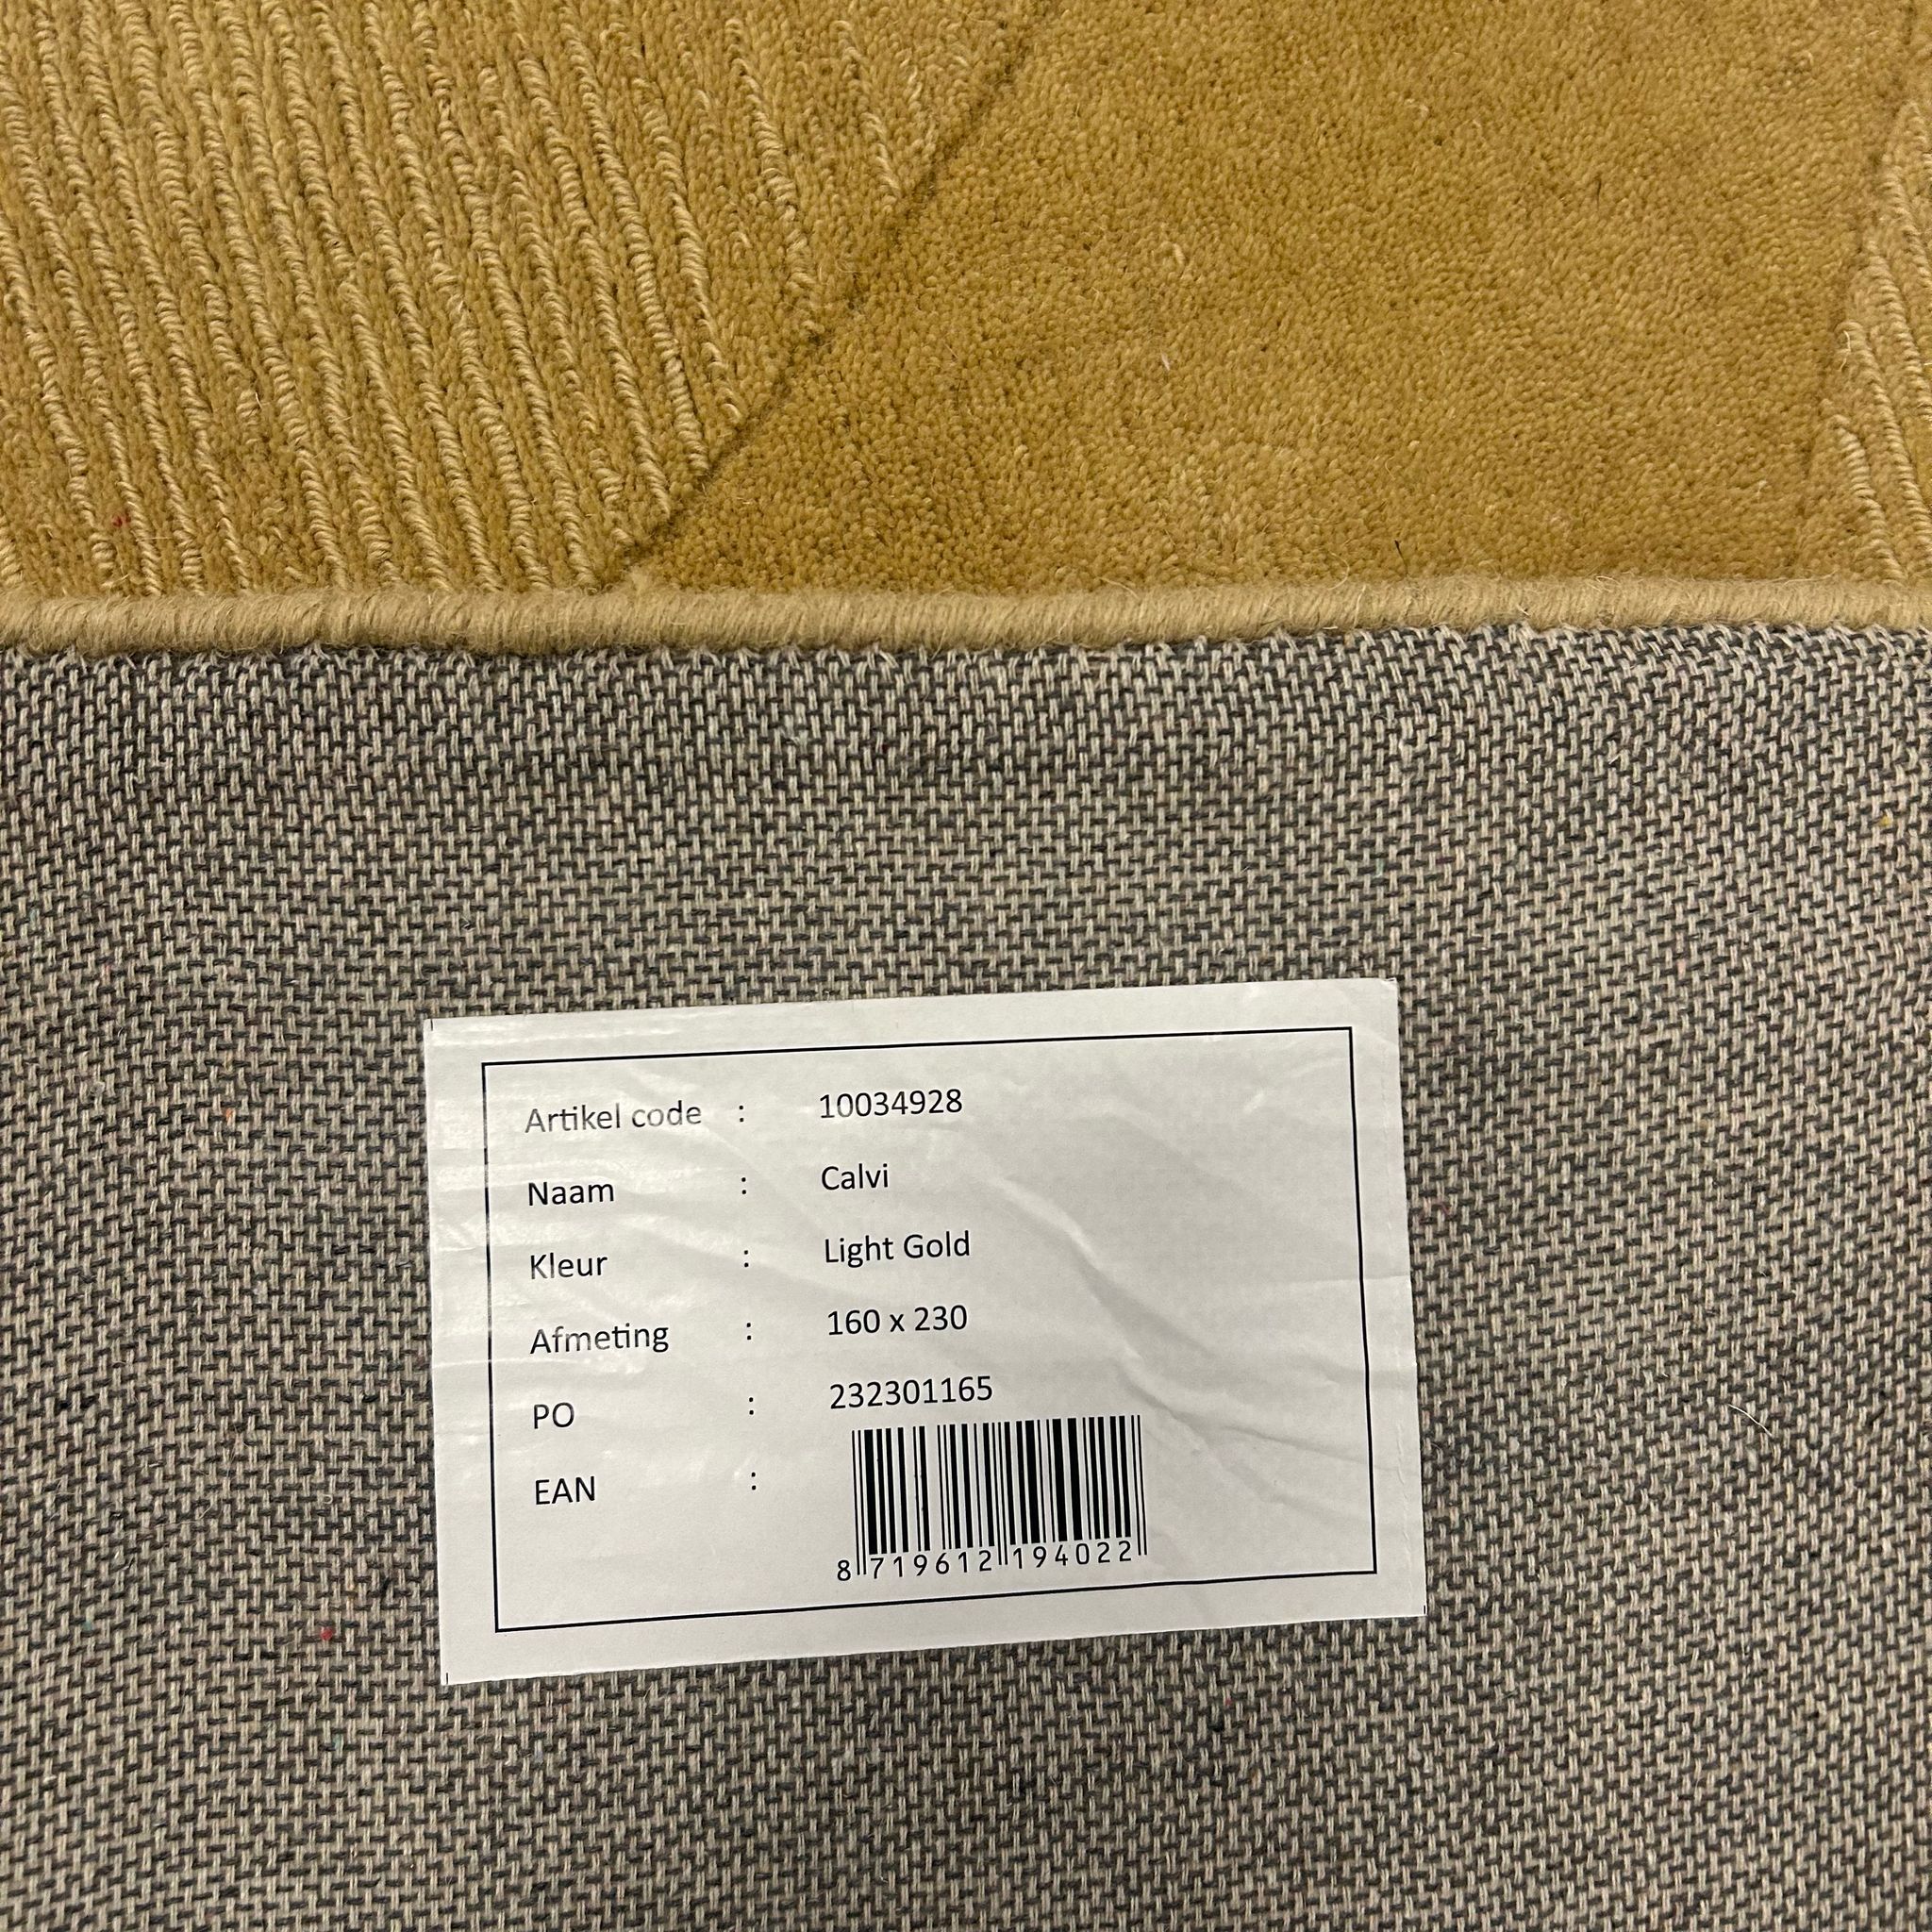 Artikel code : 10034928
Naam : Calvi
Kleur : Light Gold
Afmeting : 160 x 230
PO : 232301165
EAN :
8 719612 194022